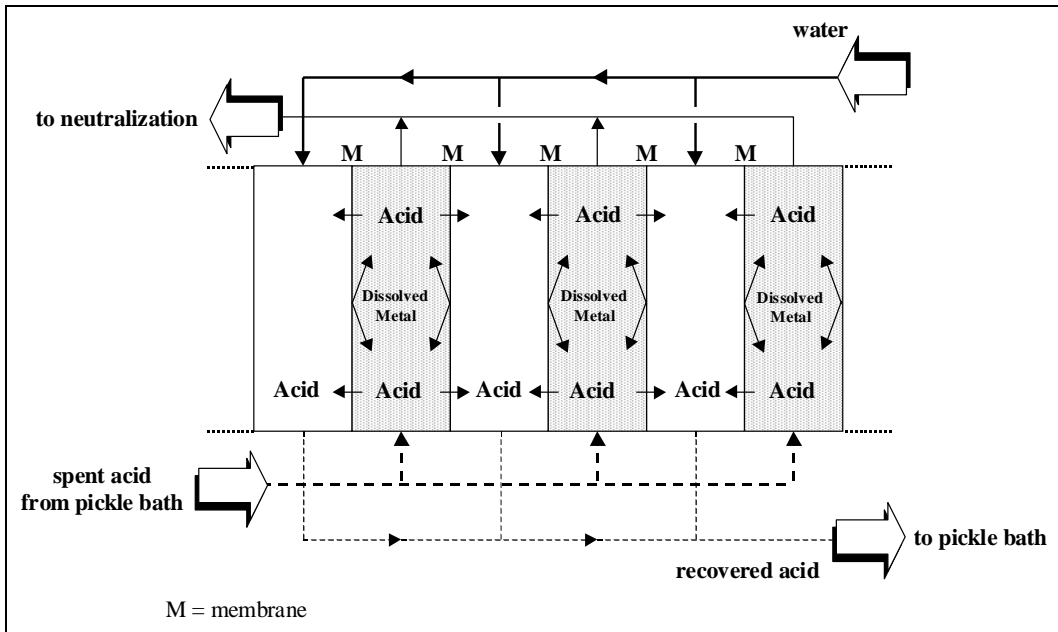 water
to neutralization
M
M
M
M
M
Acid
Acid
Acid
Dissolved
Metal
Dissolved
Metal
Dissolved
Metal
Acid
Acid
Acid
Acid
Acid
Acid
spent acid
from pickle bath
to pickle bath
recovered acid
M = membrane